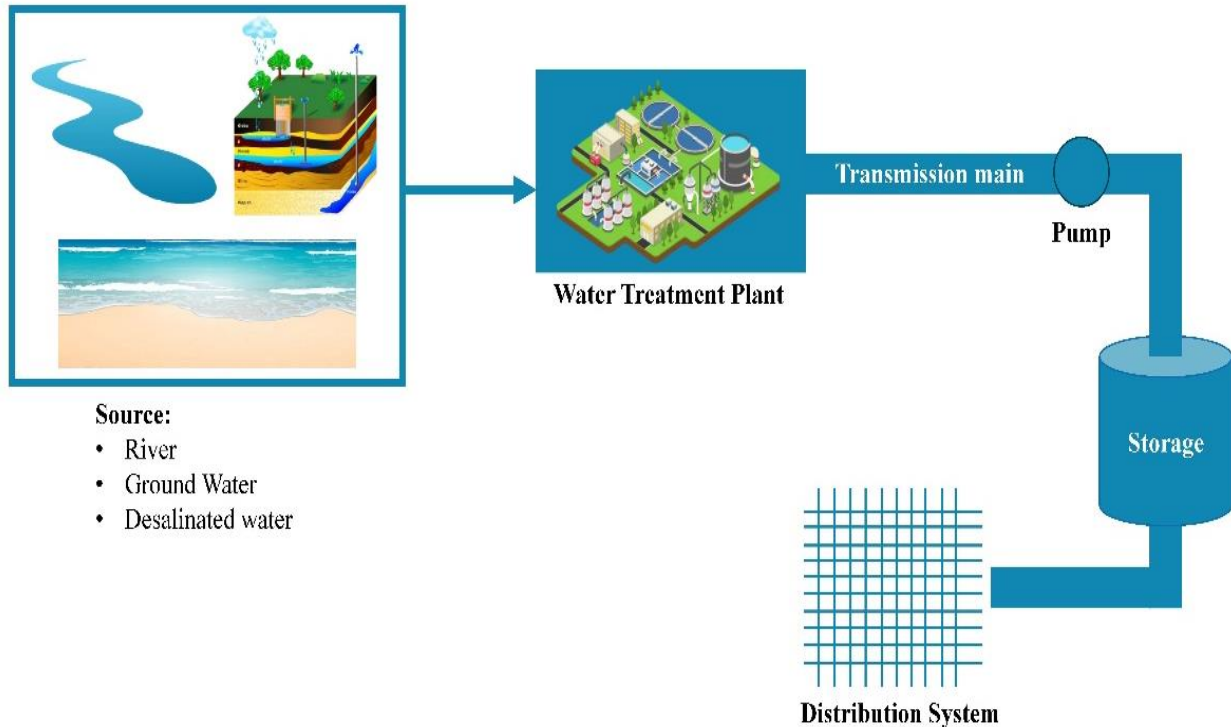 Transmission main
Pump
Water Treatment Plant
Source:
• River
• Ground Water
• Desalinated water
Storage
Distribution System